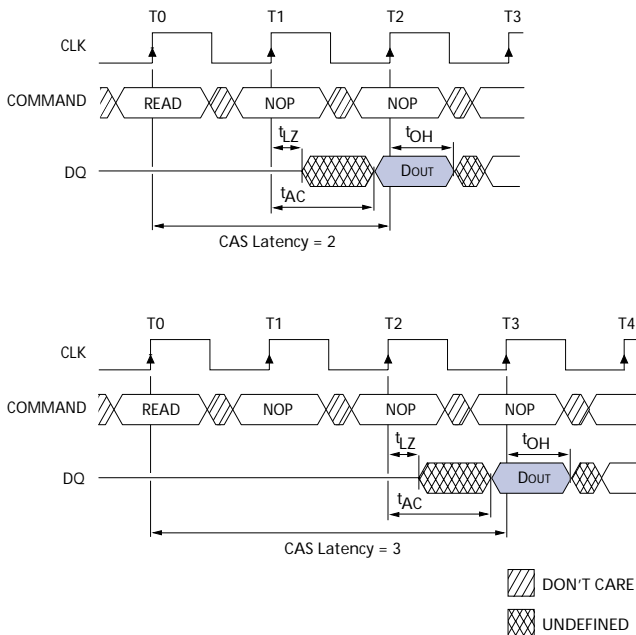 T0 T1 T2 T3
CLK
COMMAND READ NOP NOP
tLZ tOH
DQ DOUT
tAC
CAS Latency = 2
T0 T1 T2 T3 T4
CLK
COMMAND READ NOP NOP NOP
tLZ tOH
DQ DOUT
tAC
CAS Latency = 3
DON'T CARE
UNDEFINED